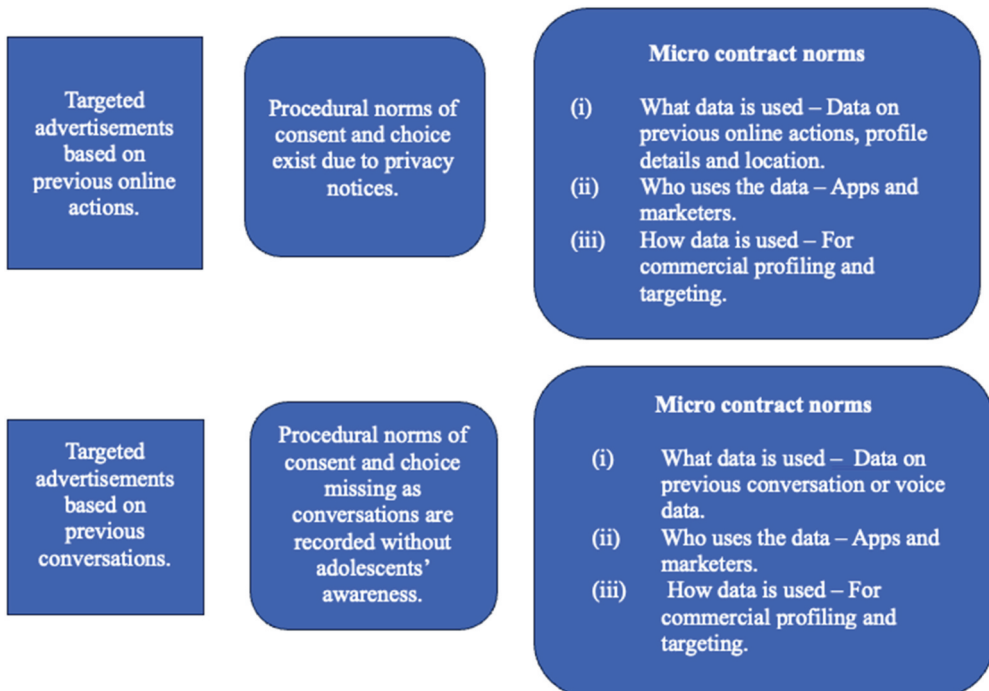 Targeted
advertisements
based on
previous online
actions.
Procedural norms of
consent and choice
exist due to privacy
notices.
Micro contract norms
(i) What data is used – Data on
previous online actions, profile
details and location.
(ii) Who uses the data – Apps and
marketers.
(iii) How data is used – For
commercial profiling and
targeting.
Targeted
advertisements
based on
previous
conversations.
Procedural norms of
consent and choice
missing as
conversations are
recorded without
adolescents’
awareness.
Micro contract norms
(i) What data is used – Data on
previous conversation or voice
data.
(ii) Who uses the data – Apps and
marketers.
(iii) How data is used – For
commercial profiling and
targeting.